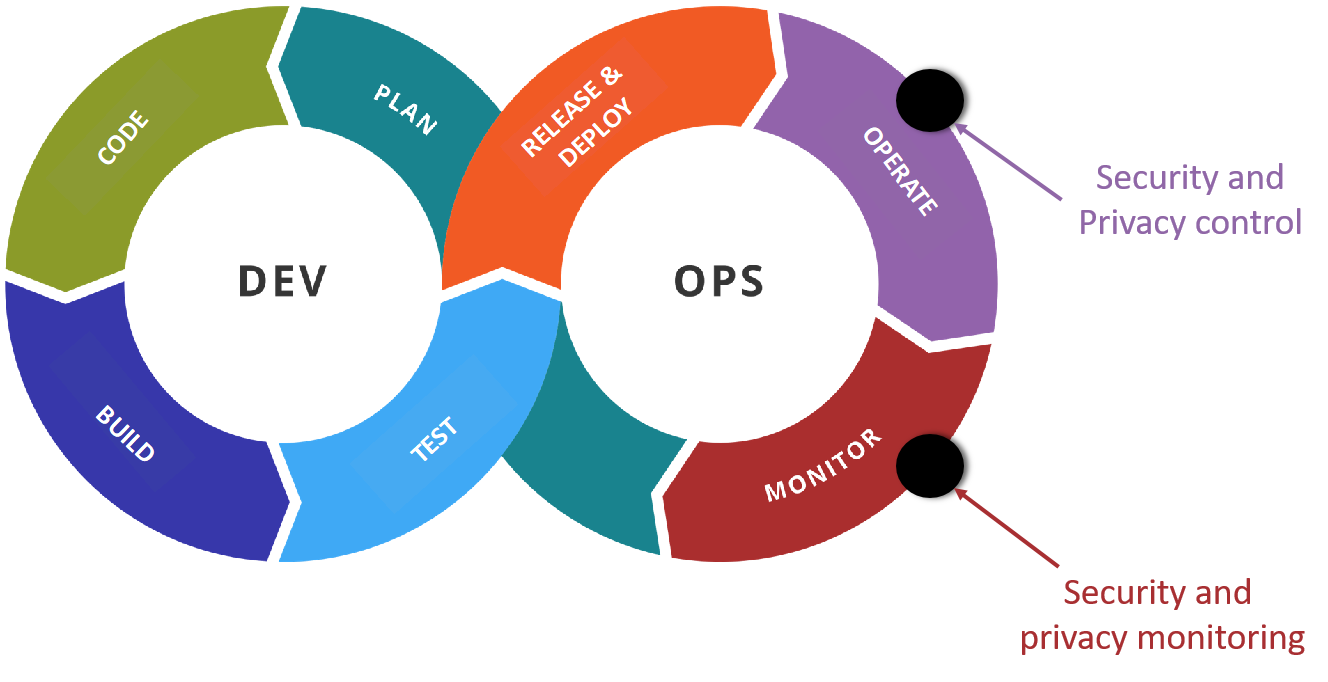 CODE
PLAN
RELEASE &
DEPLOY
OPERATE
Security and
Privacy control
DEV
OPS
BUILD
TEST
MONITOR
Security and
privacy monitoring